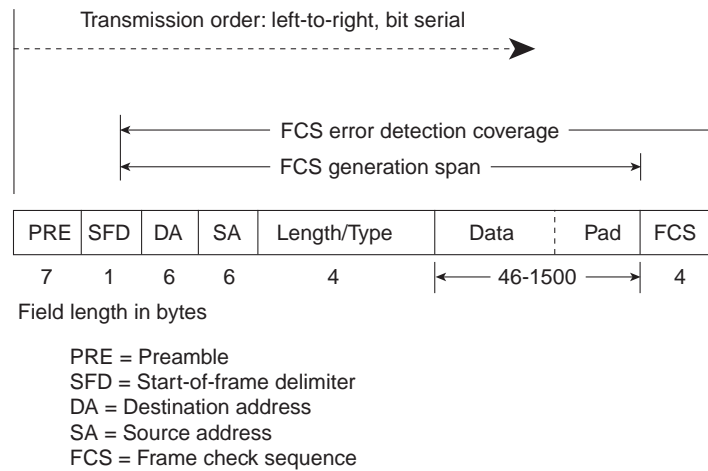 Transmission order: left-to-right, bit serial
FCS error detection coverage
FCS generation span
PRE SFD DA SA Length/Type Data Pad FCS
7 1 6 6 4 46-1500 4
Field length in bytes
PRE = Preamble
SFD = Start-of-frame delimiter
DA = Destination address
SA = Source address
FCS = Frame check sequence